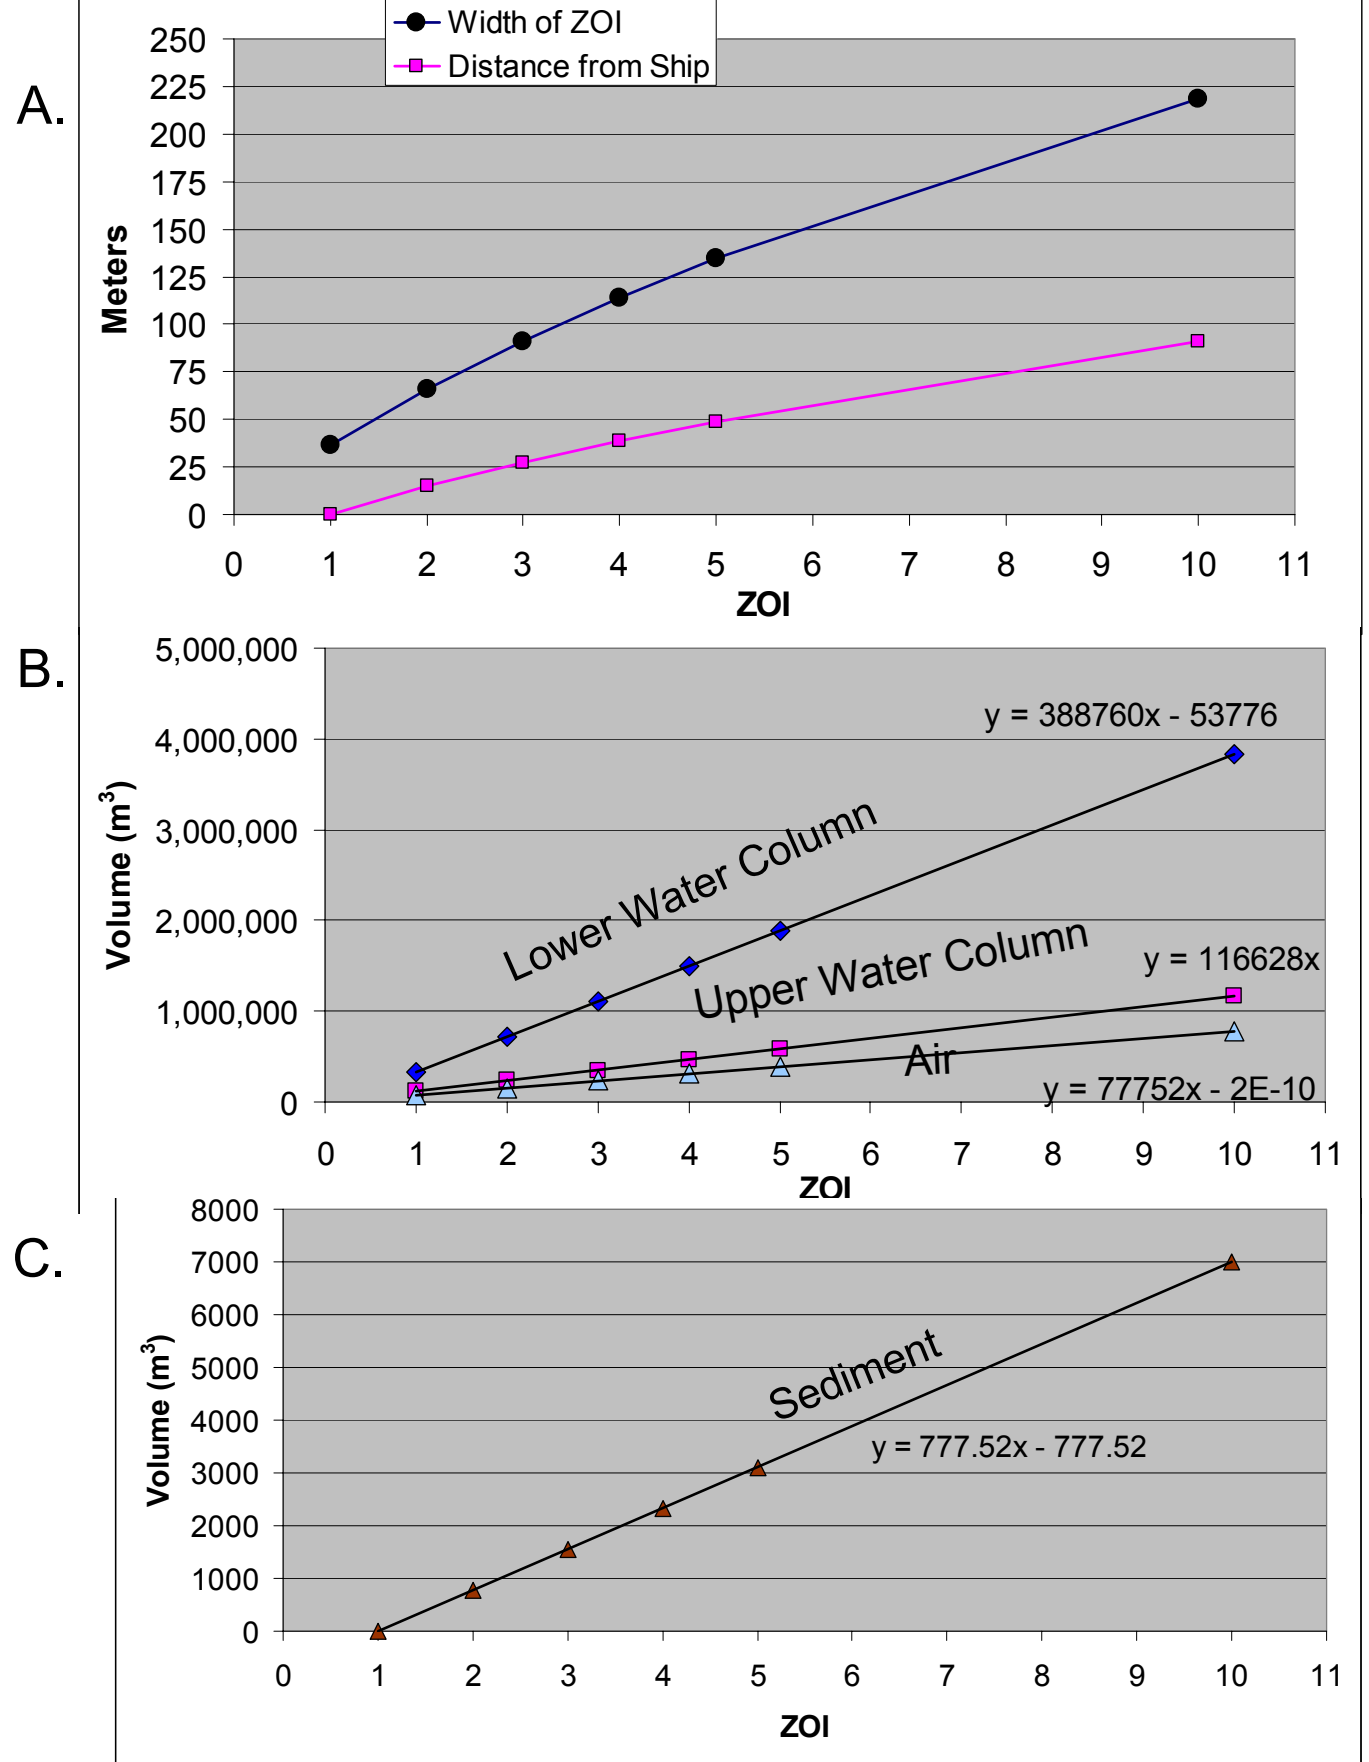 A.
Width of ZOI
Distance from Ship
250
225
200
175
150
125
100
75
50
25
0
Meters
0 1 2 3 4 5 6 7 8 9 10 11
ZOI
B.
5,000,000
4,000,000
3,000,000
2,000,000
1,000,000
0
Volume (m³)
y = 388760x - 53776
Lower Water Column
Upper Water Column
y = 116628x
Air
y = 77752x - 2E-10
0 1 2 3 4 5 6 7 8 9 10 11
ZOI
C.
8000
7000
6000
5000
4000
3000
2000
1000
0
Volume (m³)
Sediment
y = 777.52x - 777.52
0 1 2 3 4 5 6 7 8 9 10 11
ZOI